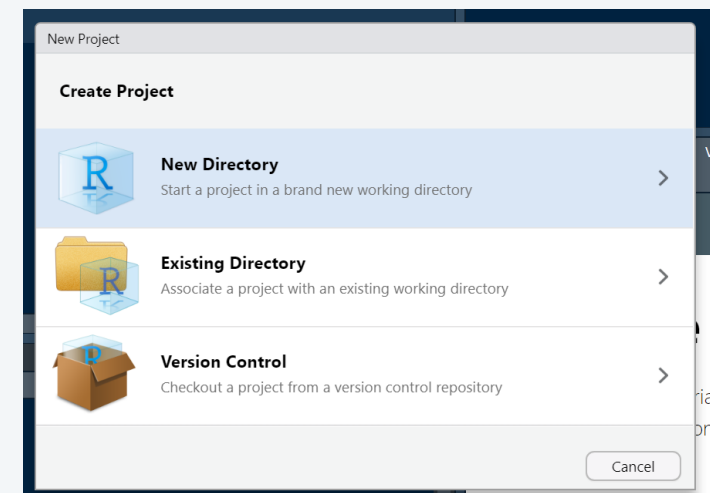 New Project
Create Project
R
New Directory
Start a project in a brand new working directory
R
Existing Directory
Associate a project with an existing working directory
R
Version Control
Checkout a project from a version control repository
Cancel